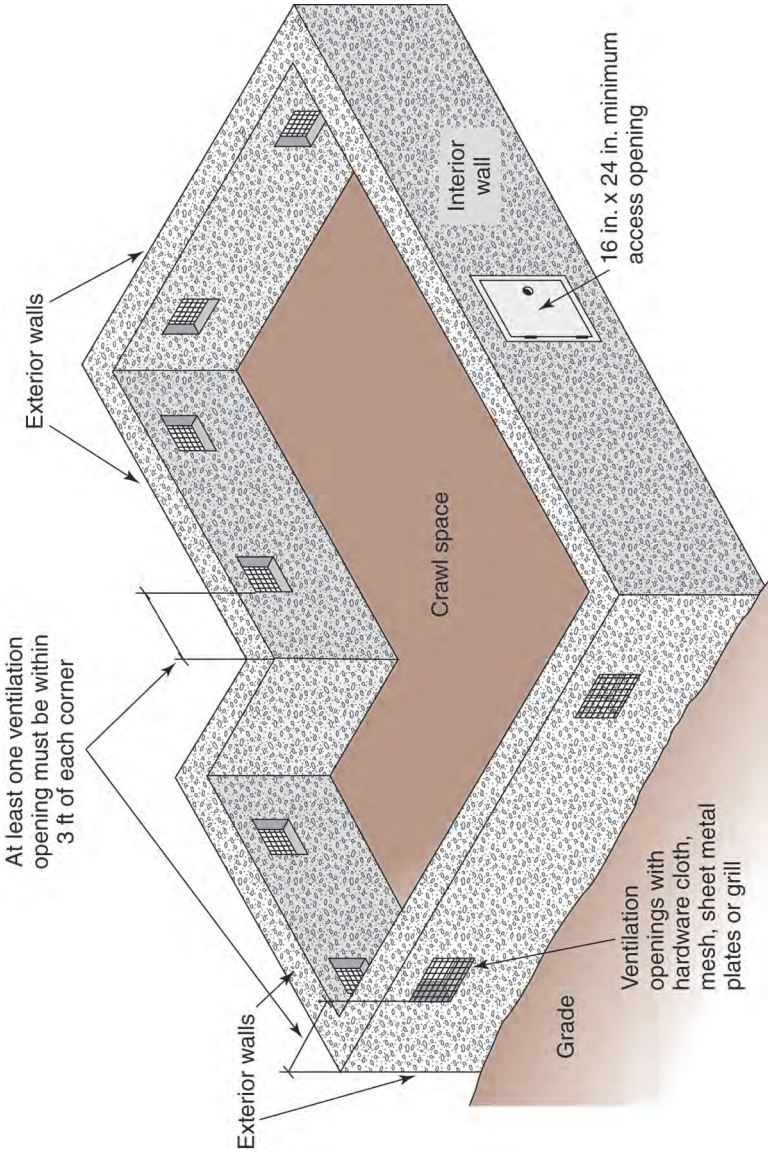 At least one ventilation
opening must be within
3 ft of each corner
Exterior walls
Exterior walls
Interior
wall
16 in. x 24 in. minimum
access opening
Crawl space
Ventilation
openings with
hardware cloth,
mesh, sheet metal
plates or grill
Grade